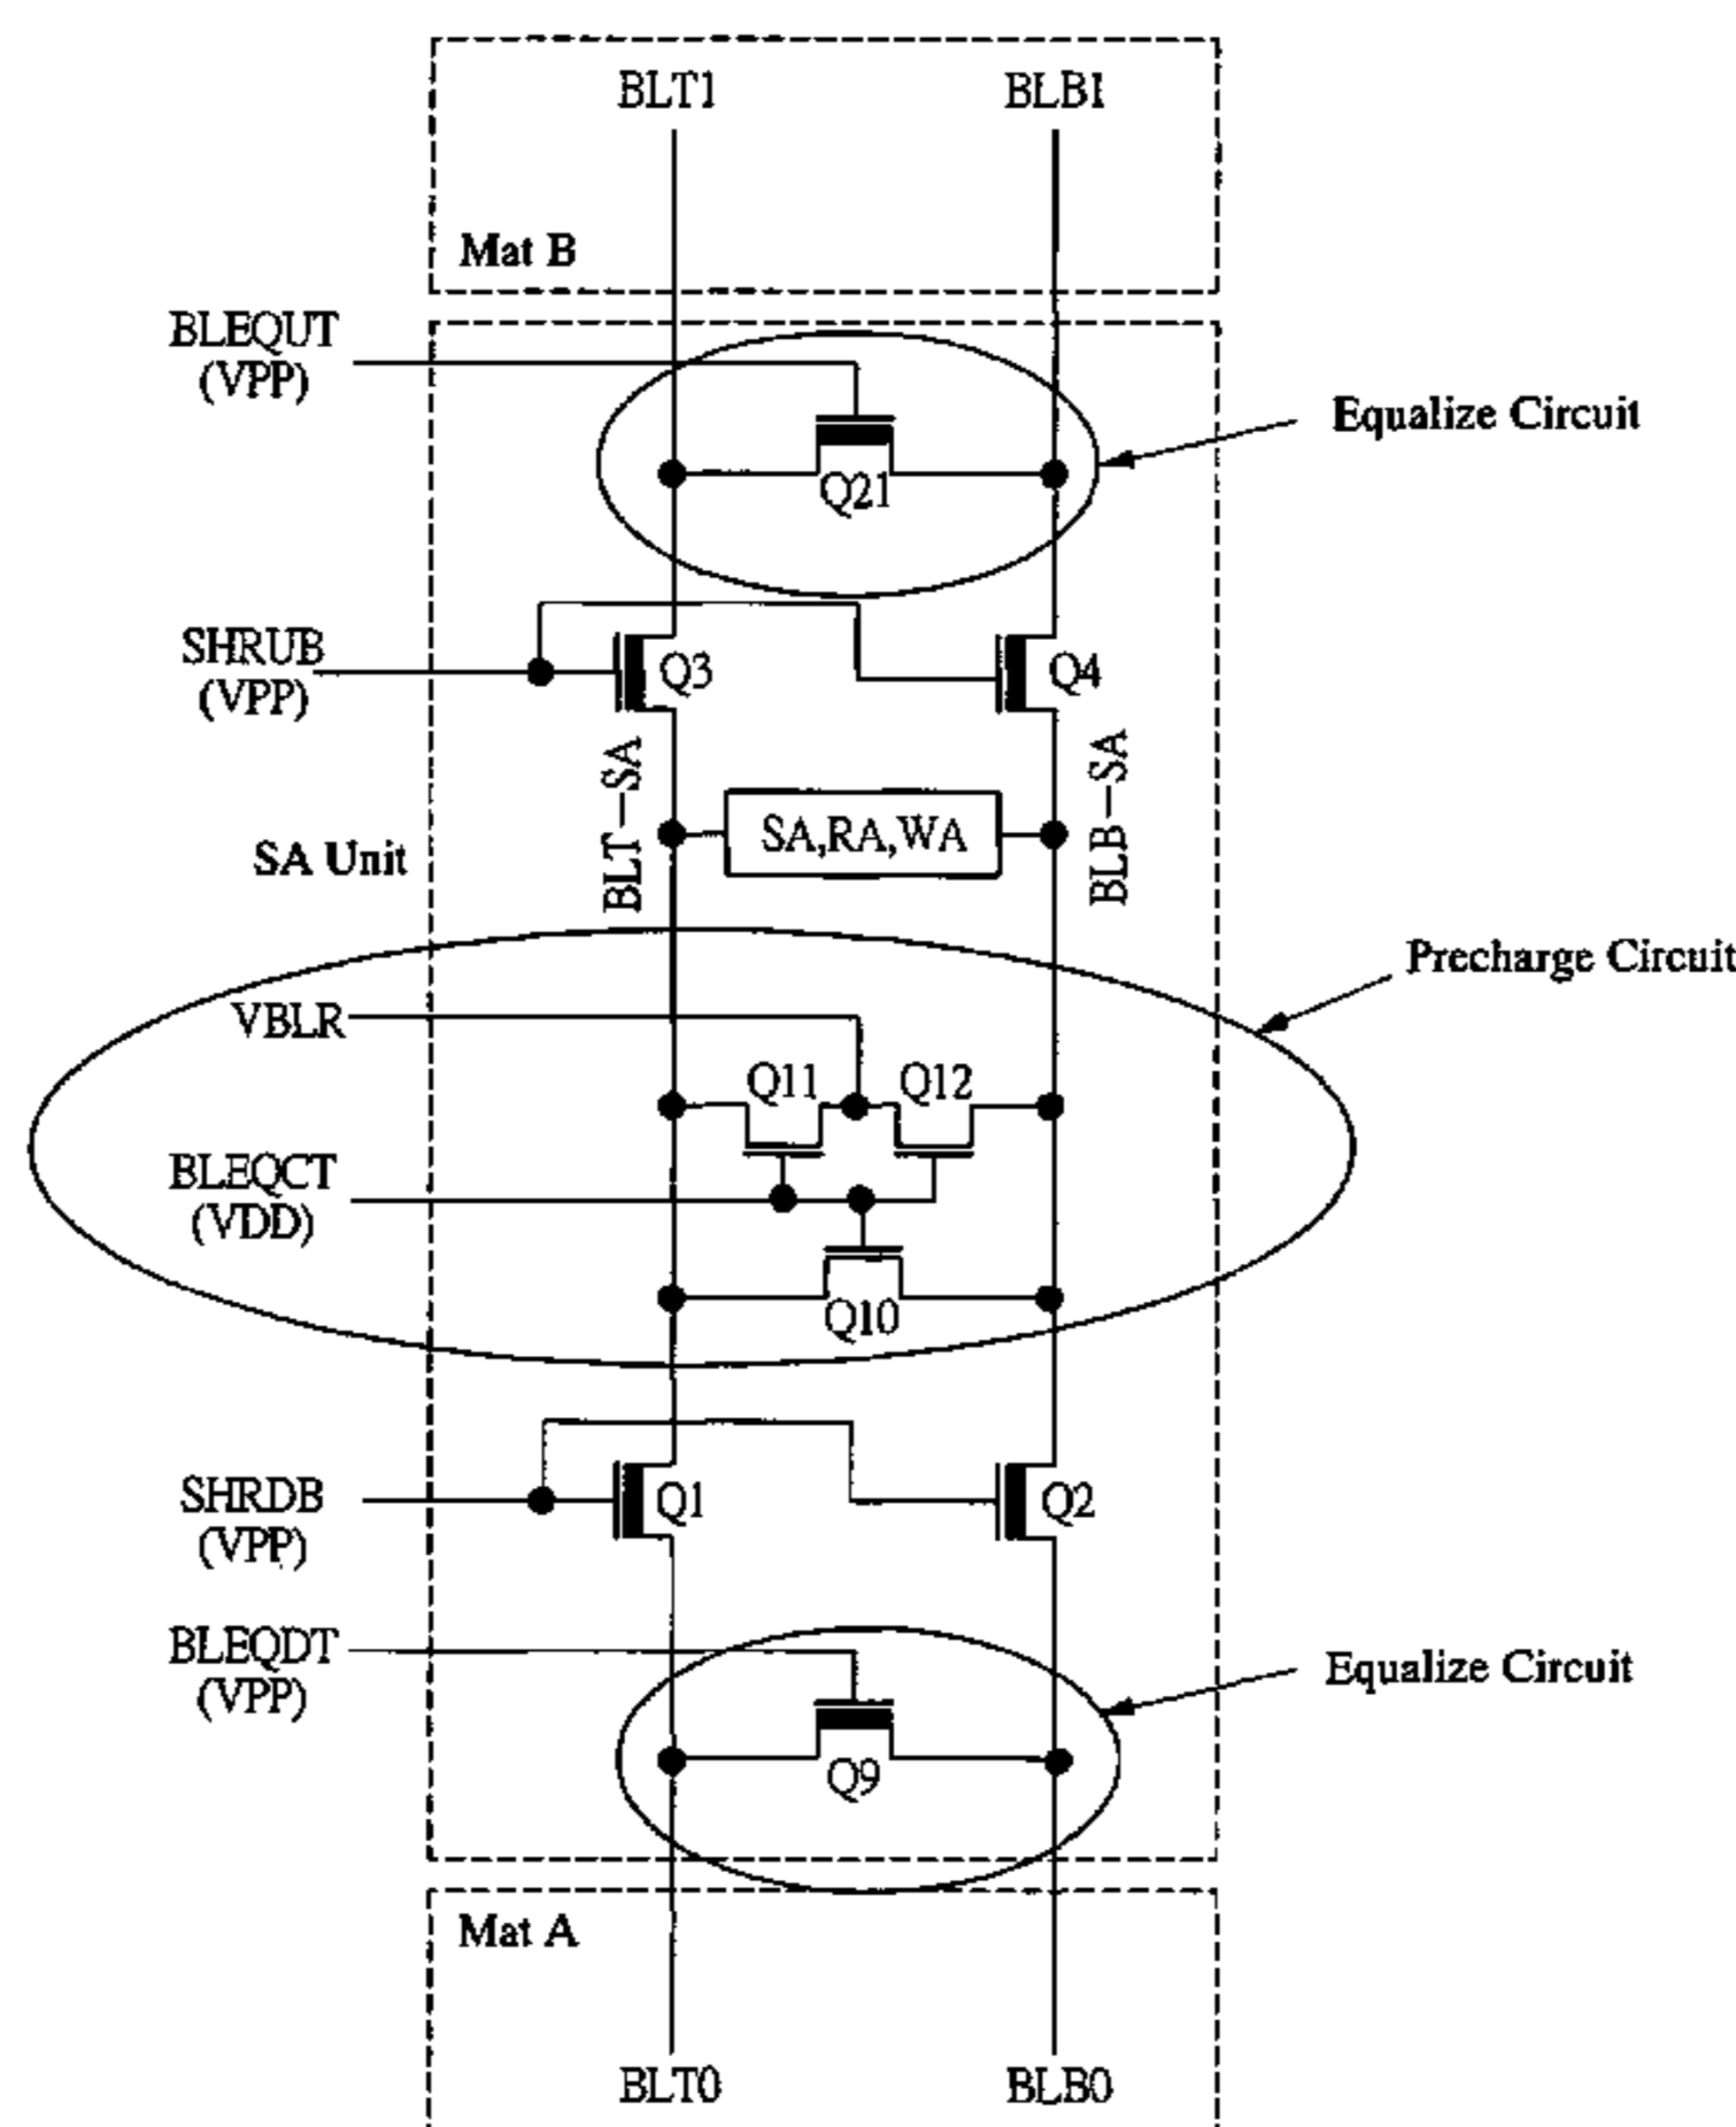 BLT1
BLB1
Mat B
BLEQUT
(VPP)
Equalize Circuit
Q21
SHRUB
(VPP)
Q3
Q4
BLT-SA
BLB-SA
SA,RA,WA
SA Unit
Precharge Circuit
VBLR
Q11
Q12
BLEQCT
(VDD)
Q10
SHRDB
(VPP)
Q1
Q2
BLEQDT
(VPP)
Equalize Circuit
Q9
Mat A
BLT0
BLB0